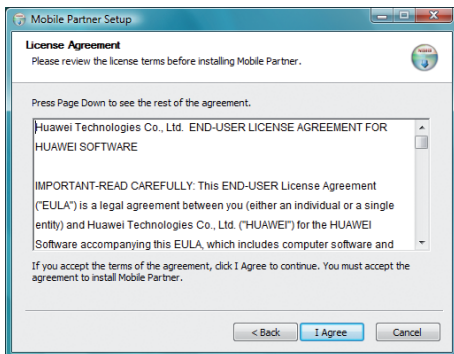 Mobile Partner Setup
License Agreement
Please review the license terms before installing Mobile Partner.
Press Page Down to see the rest of the agreement.
Huawei Technologies Co., Ltd. END-USER LICENSE AGREEMENT FOR
HUAWEI SOFTWARE
IMPORTANT-READ CAREFULLY: This END-USER License Agreement
("EULA") is a legal agreement between you (either an individual or a single
entity) and Huawei Technologies Co., Ltd. ("HUAWEI") for the HUAWEI
Software accompanying this EULA, which includes computer software and
If you accept the terms of the agreement, click I Agree to continue. You must accept the
agreement to install Mobile Partner.
< Back
I Agree
Cancel